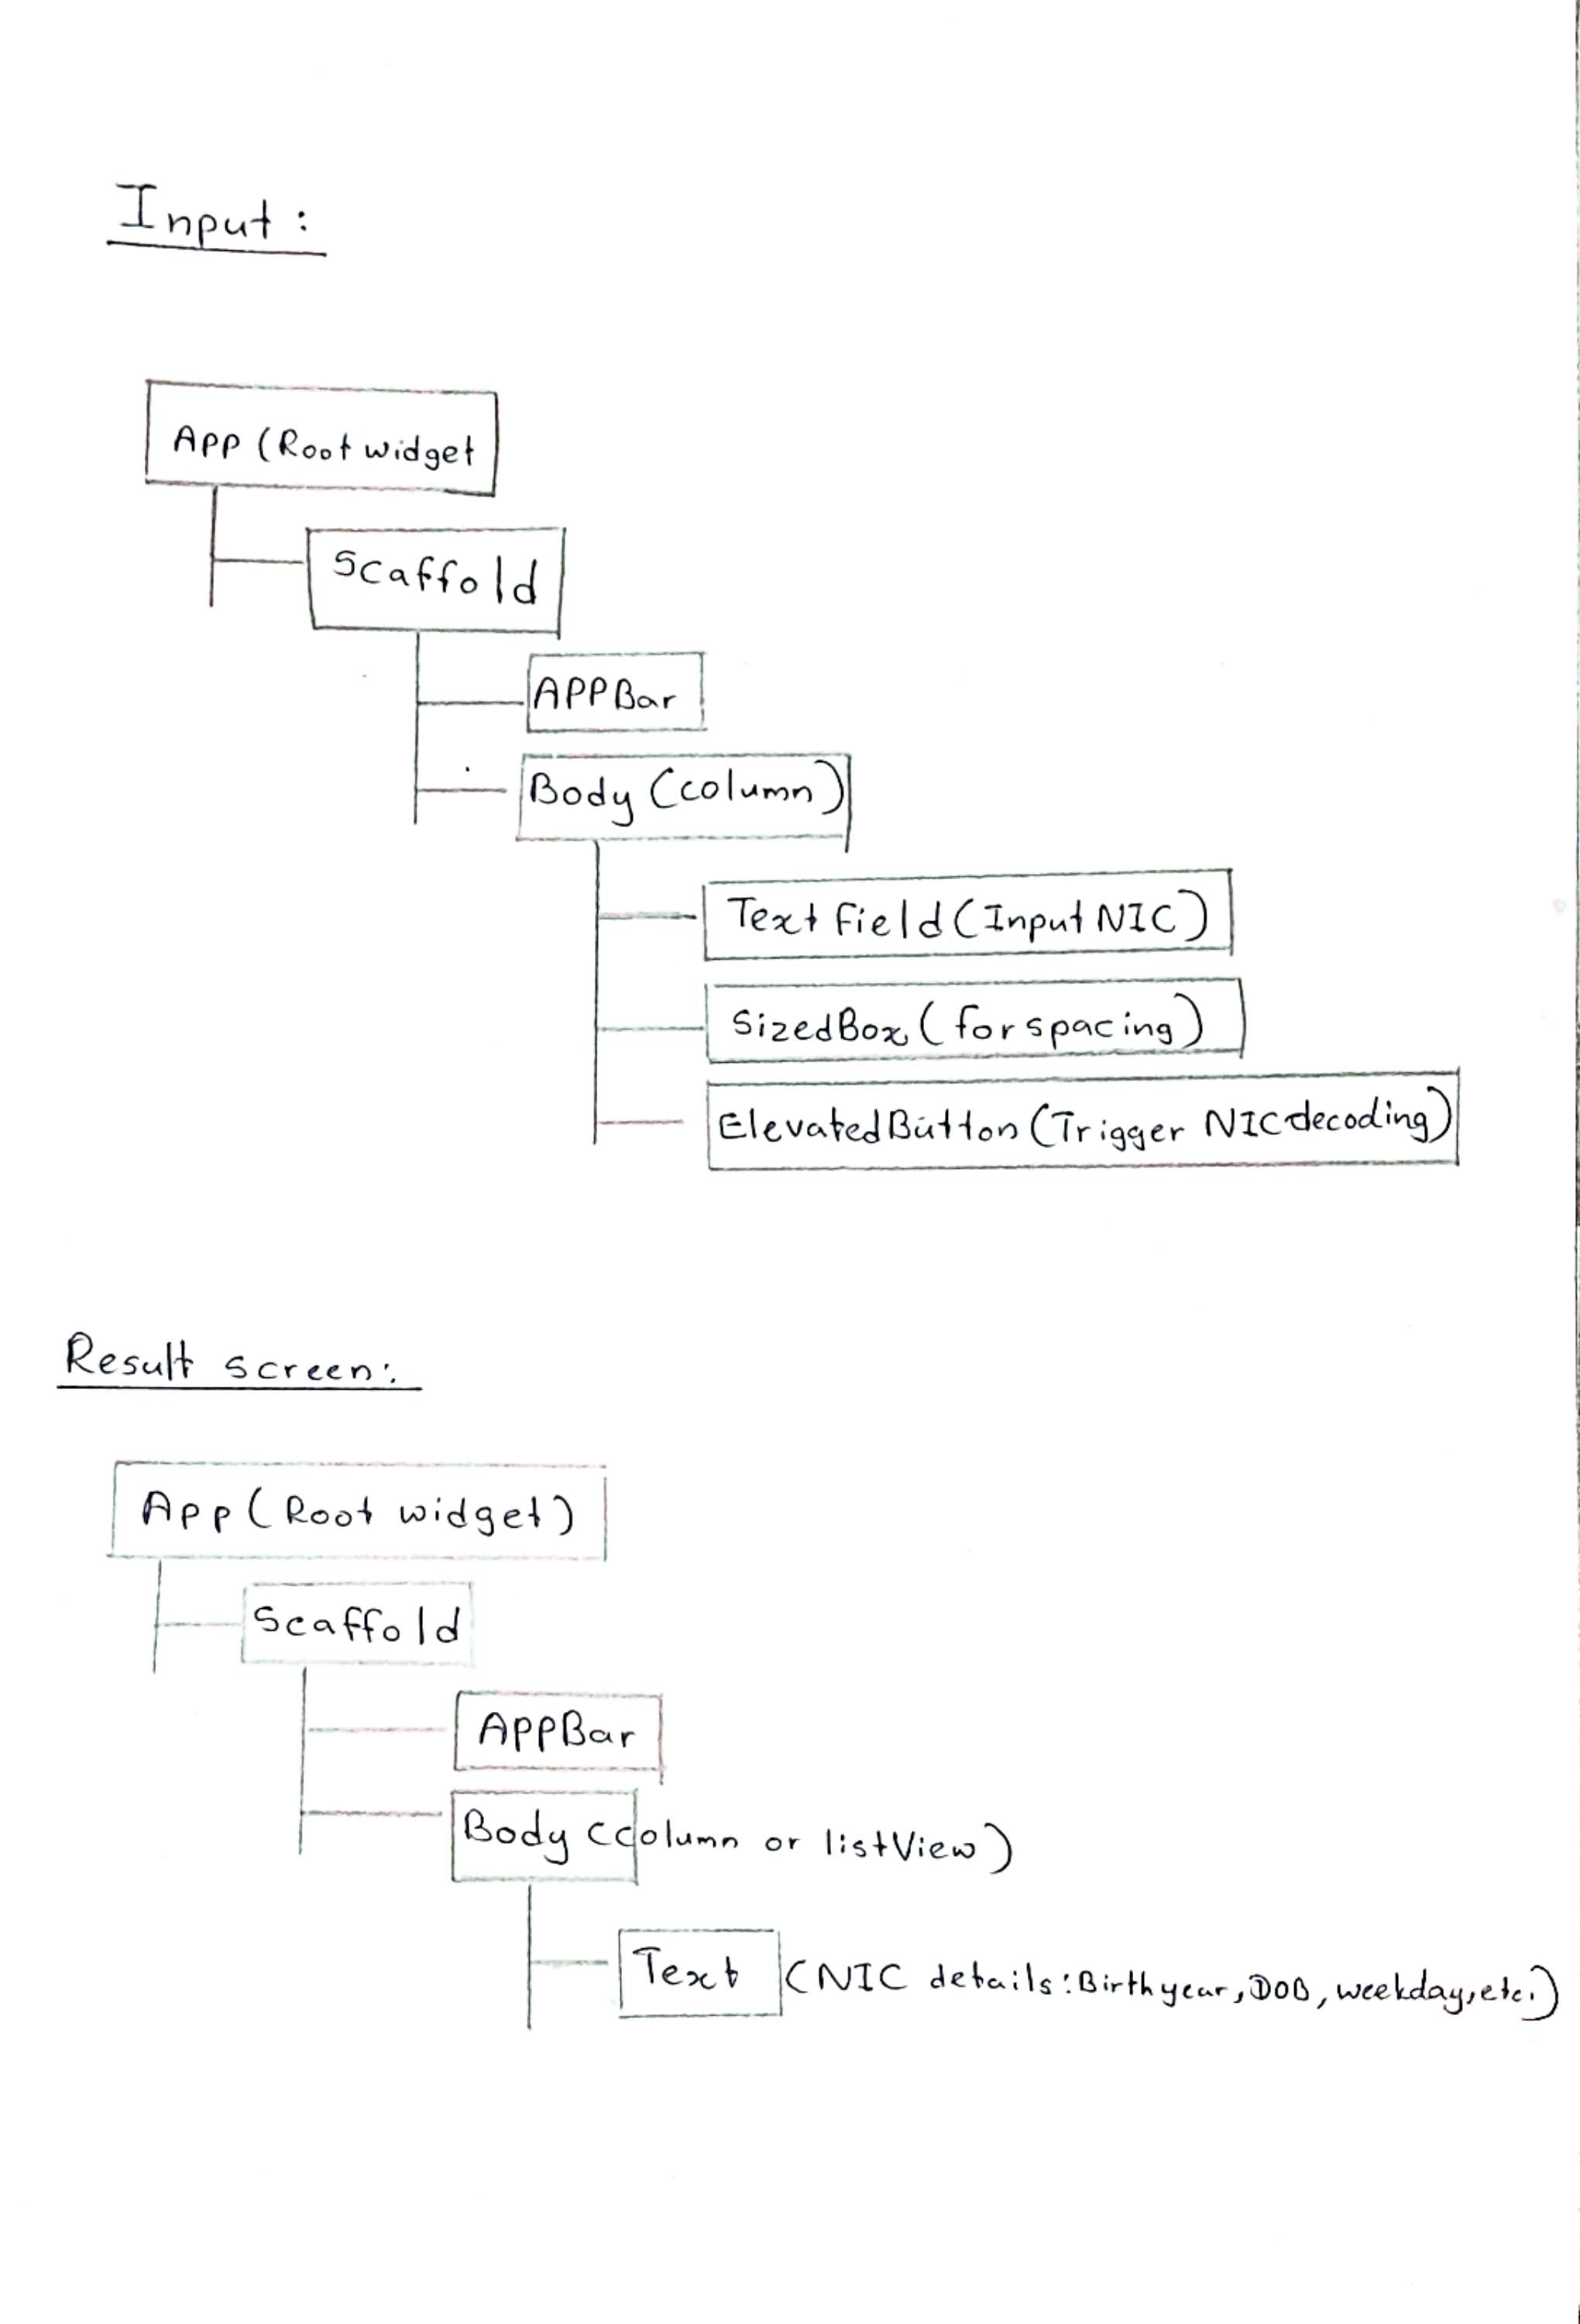 Input :
App (Root widget
Scaffold
APPBar
Body (column)
Text field (Input NIC)
SizedBox (for spacing)
ElevatedButton (Trigger NIC decoding)
Result screen:
App (Root widget)
Scaffold
APPBar
Body (column or listView)
Text (NIC details: Birth year, DOB, weekday, etc.)